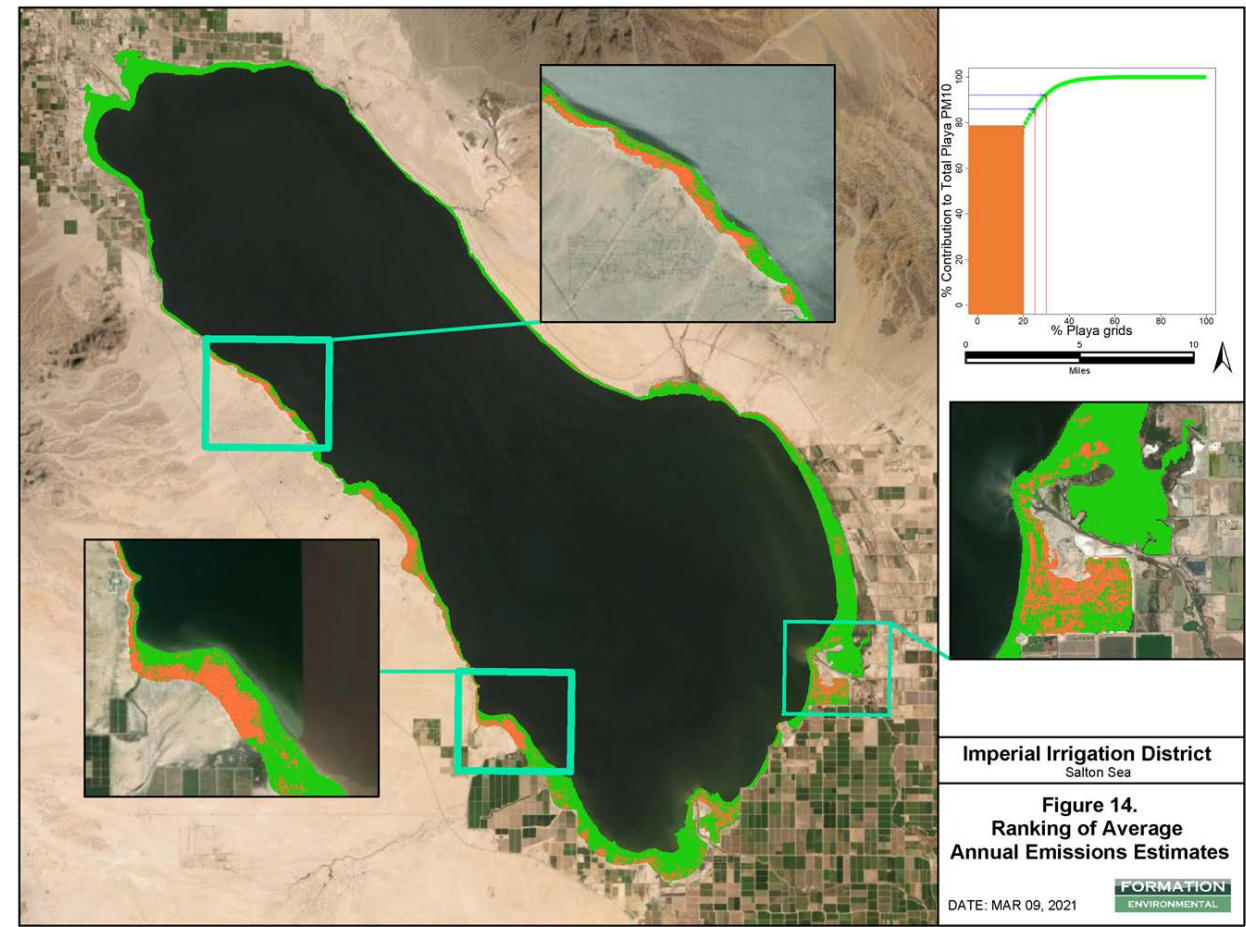 % Contribution to Total Playa PM10
100
80
60
40
20
0
0 20 40 60 80 100
% Playa grids
0 5 10
Miles
Imperial Irrigation District
Salton Sea
Figure 14.
Ranking of Average
Annual Emissions Estimates
DATE: MAR 09, 2021
FORMATION
ENVIRONMENTAL